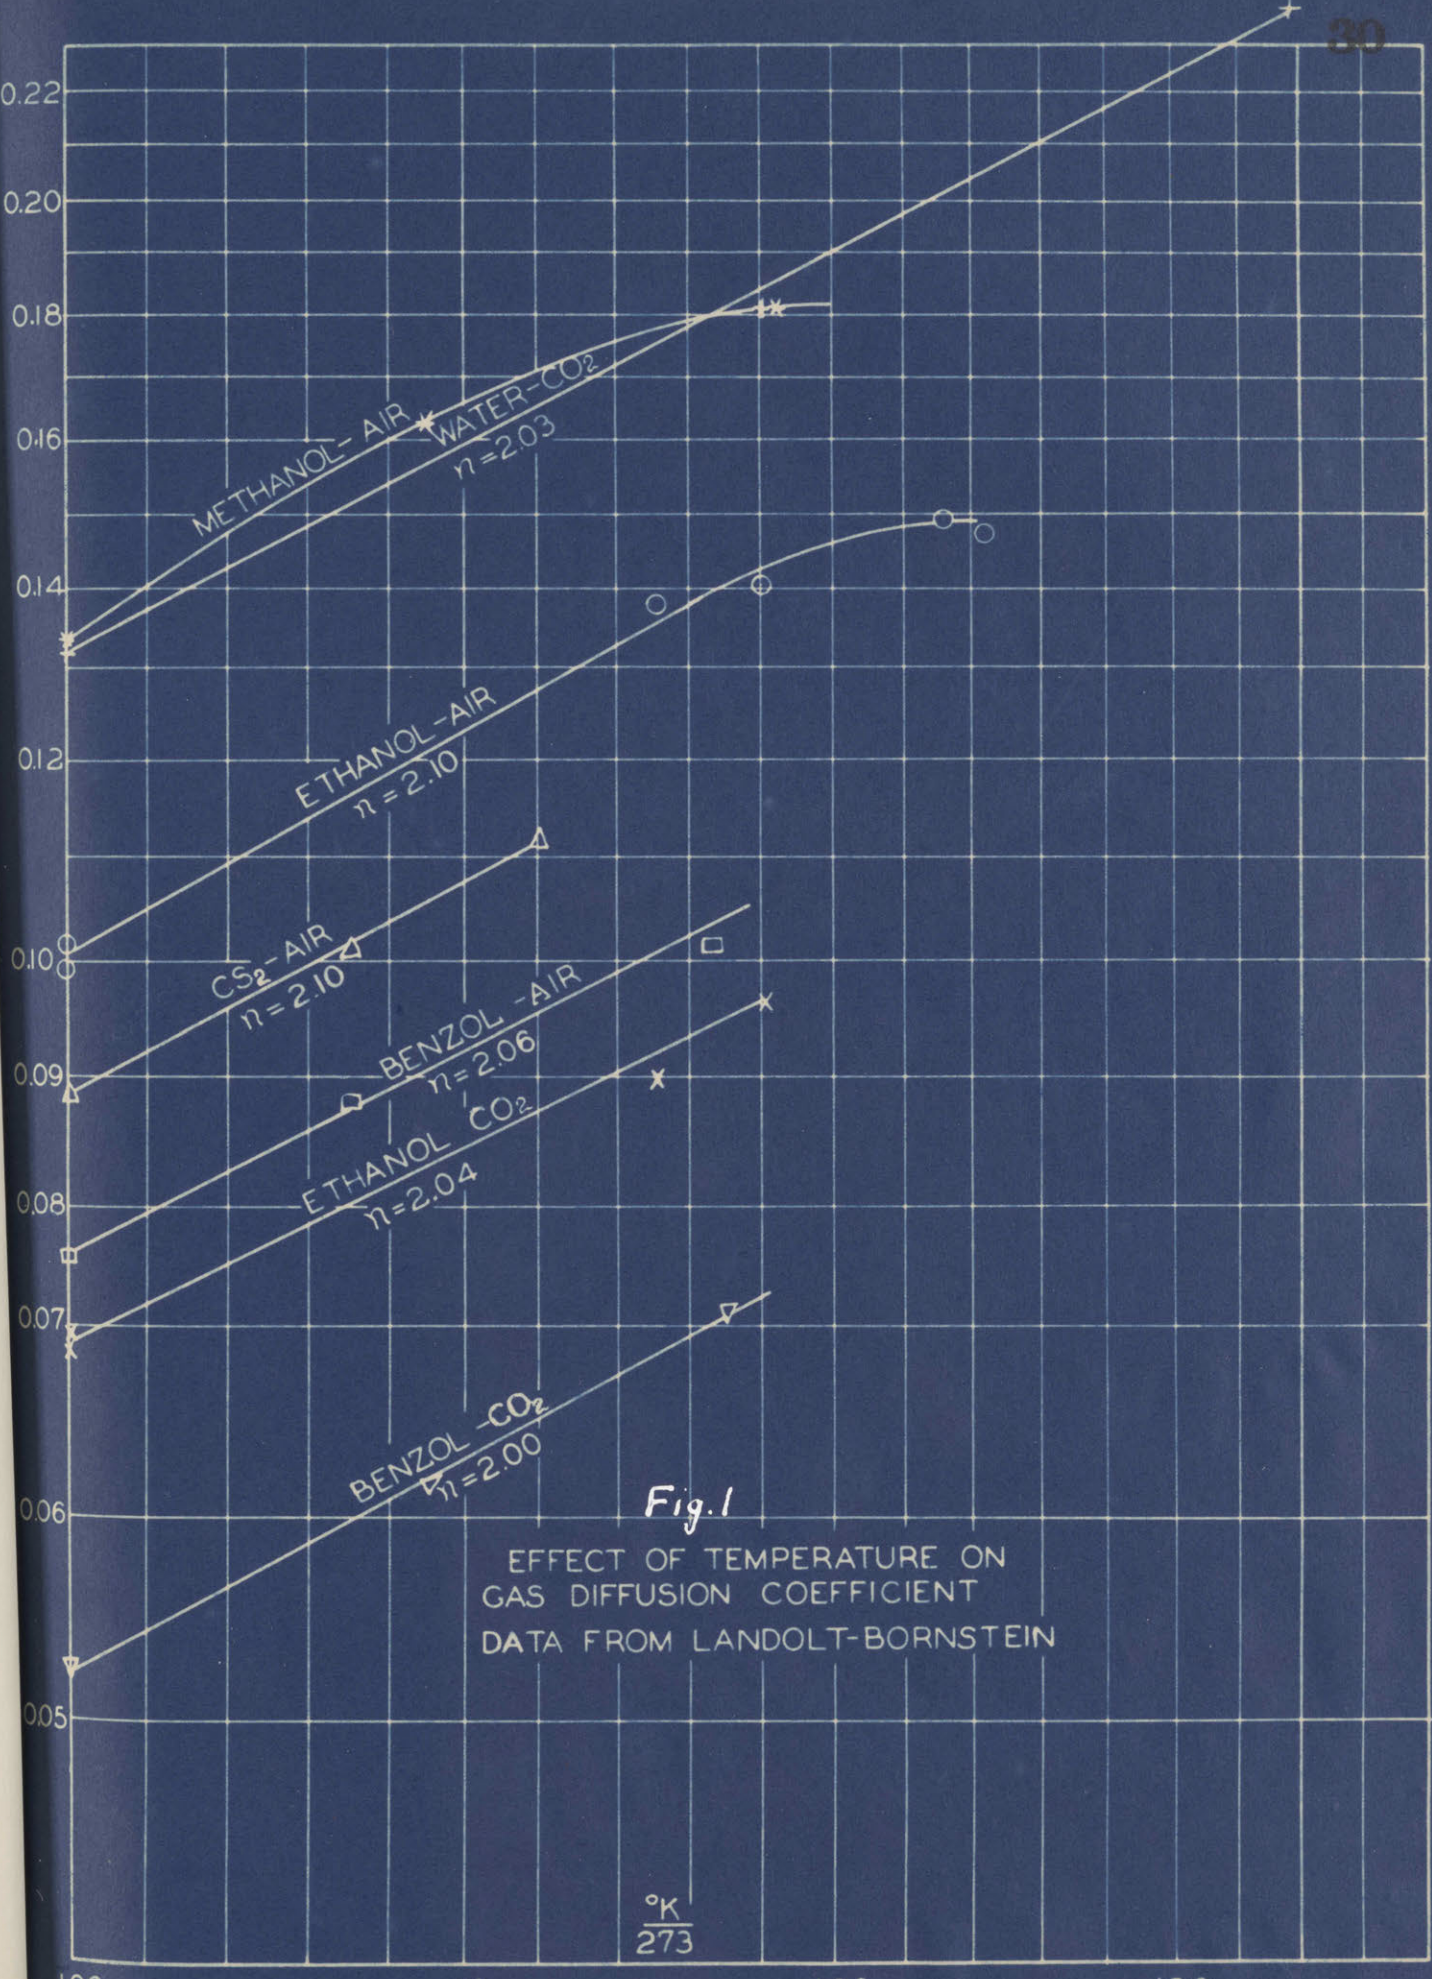 30
0.22
0.20
0.18
METHANOL-AIR
WATER-CO2
n=2.03
0.16
0.14
ETHANOL-AIR
n=2.10
0.12
CS2-AIR
n=2.10
0.10
BENZOL-AIR
n=2.06
0.09
ETHANOL CO2
n=2.04
0.08
0.07
BENZOL-CO2
n=2.00
0.06
Fig.1
EFFECT OF TEMPERATURE ON
GAS DIFFUSION COEFFICIENT
DATA FROM LANDOLT-BORNSTEIN
0.05
°K
273